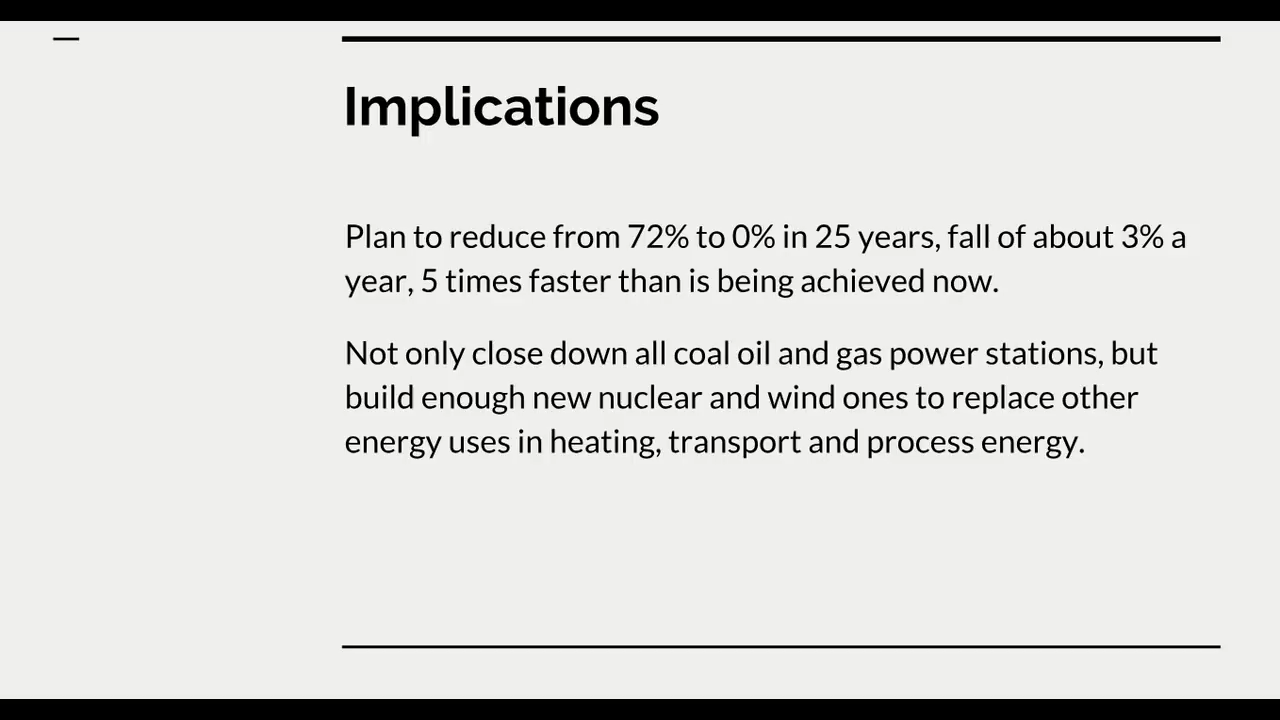 Implications
Plan to reduce from 72% to 0% in 25 years, fall of about 3% a
year, 5 times faster than is being achieved now.
Not only close down all coal oil and gas power stations, but
build enough new nuclear and wind ones to replace other
energy uses in heating, transport and process energy.